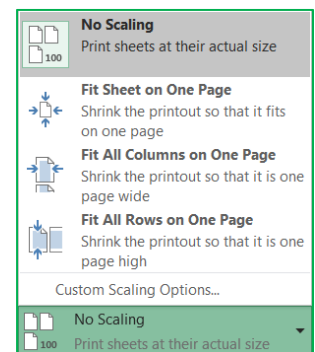 No Scaling
Print sheets at their actual size
100
Fit Sheet on One Page
Shrink the printout so that it fits
on one page
Fit All Columns on One Page
Shrink the printout so that it is one
page wide
Fit All Rows on One Page
Shrink the printout so that it is one
page high
Custom Scaling Options...
No Scaling
100
Print sheets at their actual size